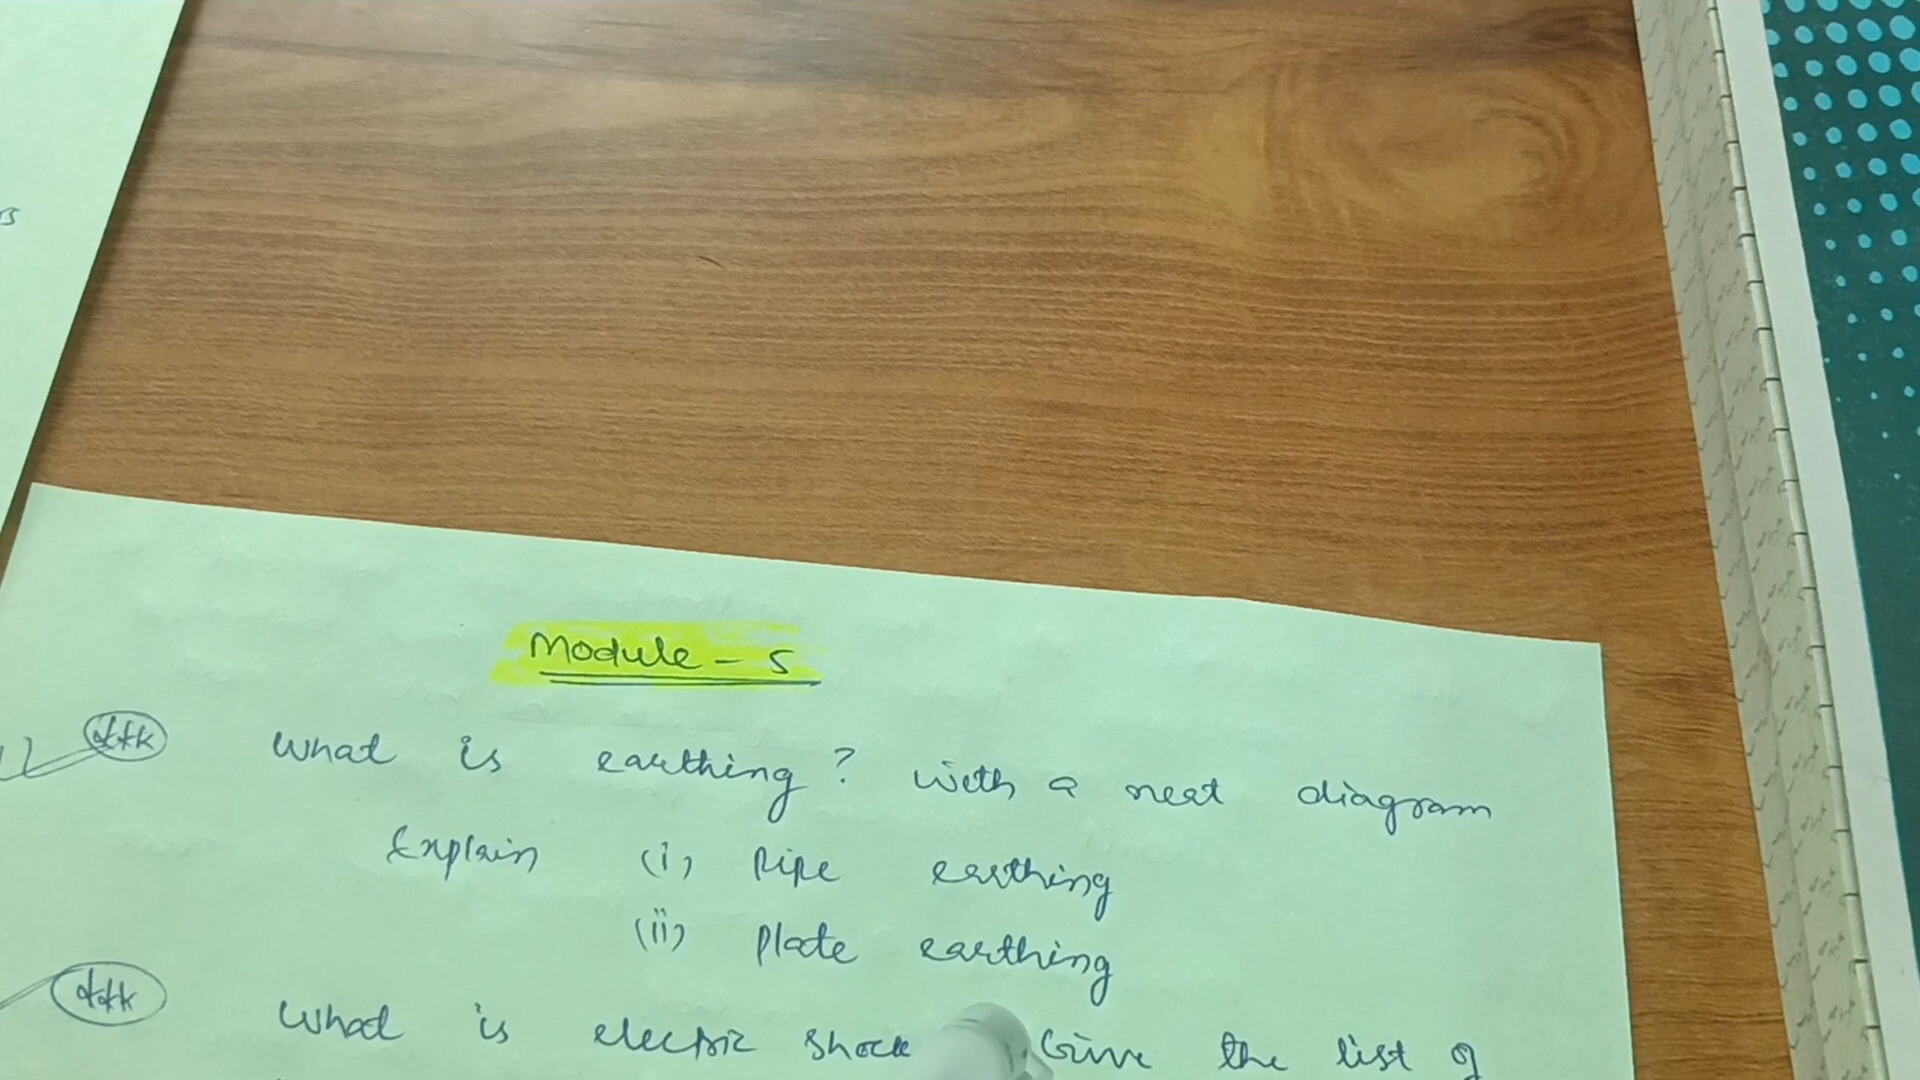 Module - 5
1) *** What is earthing? With a neat diagram
Explain (i) Pipe earthing
(ii) Plate earthing
*** What is electric shock Give the list of